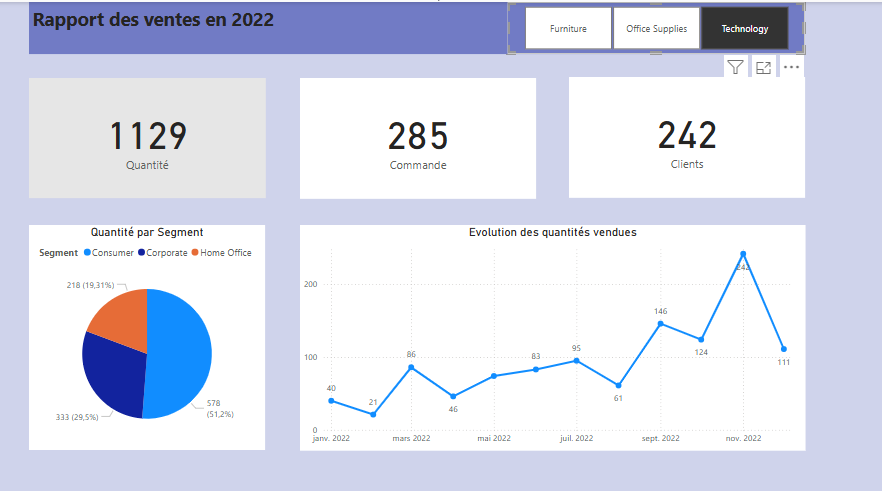 Rapport des ventes en 2022
Furniture
Office Supplies
Technology
1129
Quantité
285
Commande
242
Clients
Quantité par Segment
Segment Consumer Corporate Home Office
218 (19,31%)
333 (29,5%)
578
(51,2%)
Evolution des quantités vendues
200
100
0
40
21
86
46
83
95
61
146
124
242
111
janv. 2022
mars 2022
mai 2022
juil. 2022
sept. 2022
nov. 2022